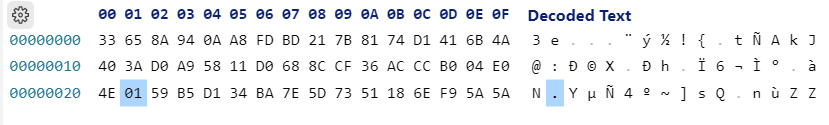 00 01 02 03 04 05 06 07 08 09 0A 0B 0C 0D 0E 0F Decoded Text
00000000 33 65 8A 94 0A A8 FD BD 21 7B 81 74 D1 41 6B 4A 3 e . . . ¨ ý ½ ! { . t Ñ A k J
00000010 40 3A D0 A9 58 11 D0 68 8C CF 36 AC CC B0 04 E0 @ : Ð © X . Ð h . Ï 6 ¬ Ì ° . à
00000020 4E 01 59 B5 D1 34 BA 7E 5D 73 51 18 6E F9 5A 5A N . Y µ Ñ 4 º ~ ] s Q . n ù Z Z